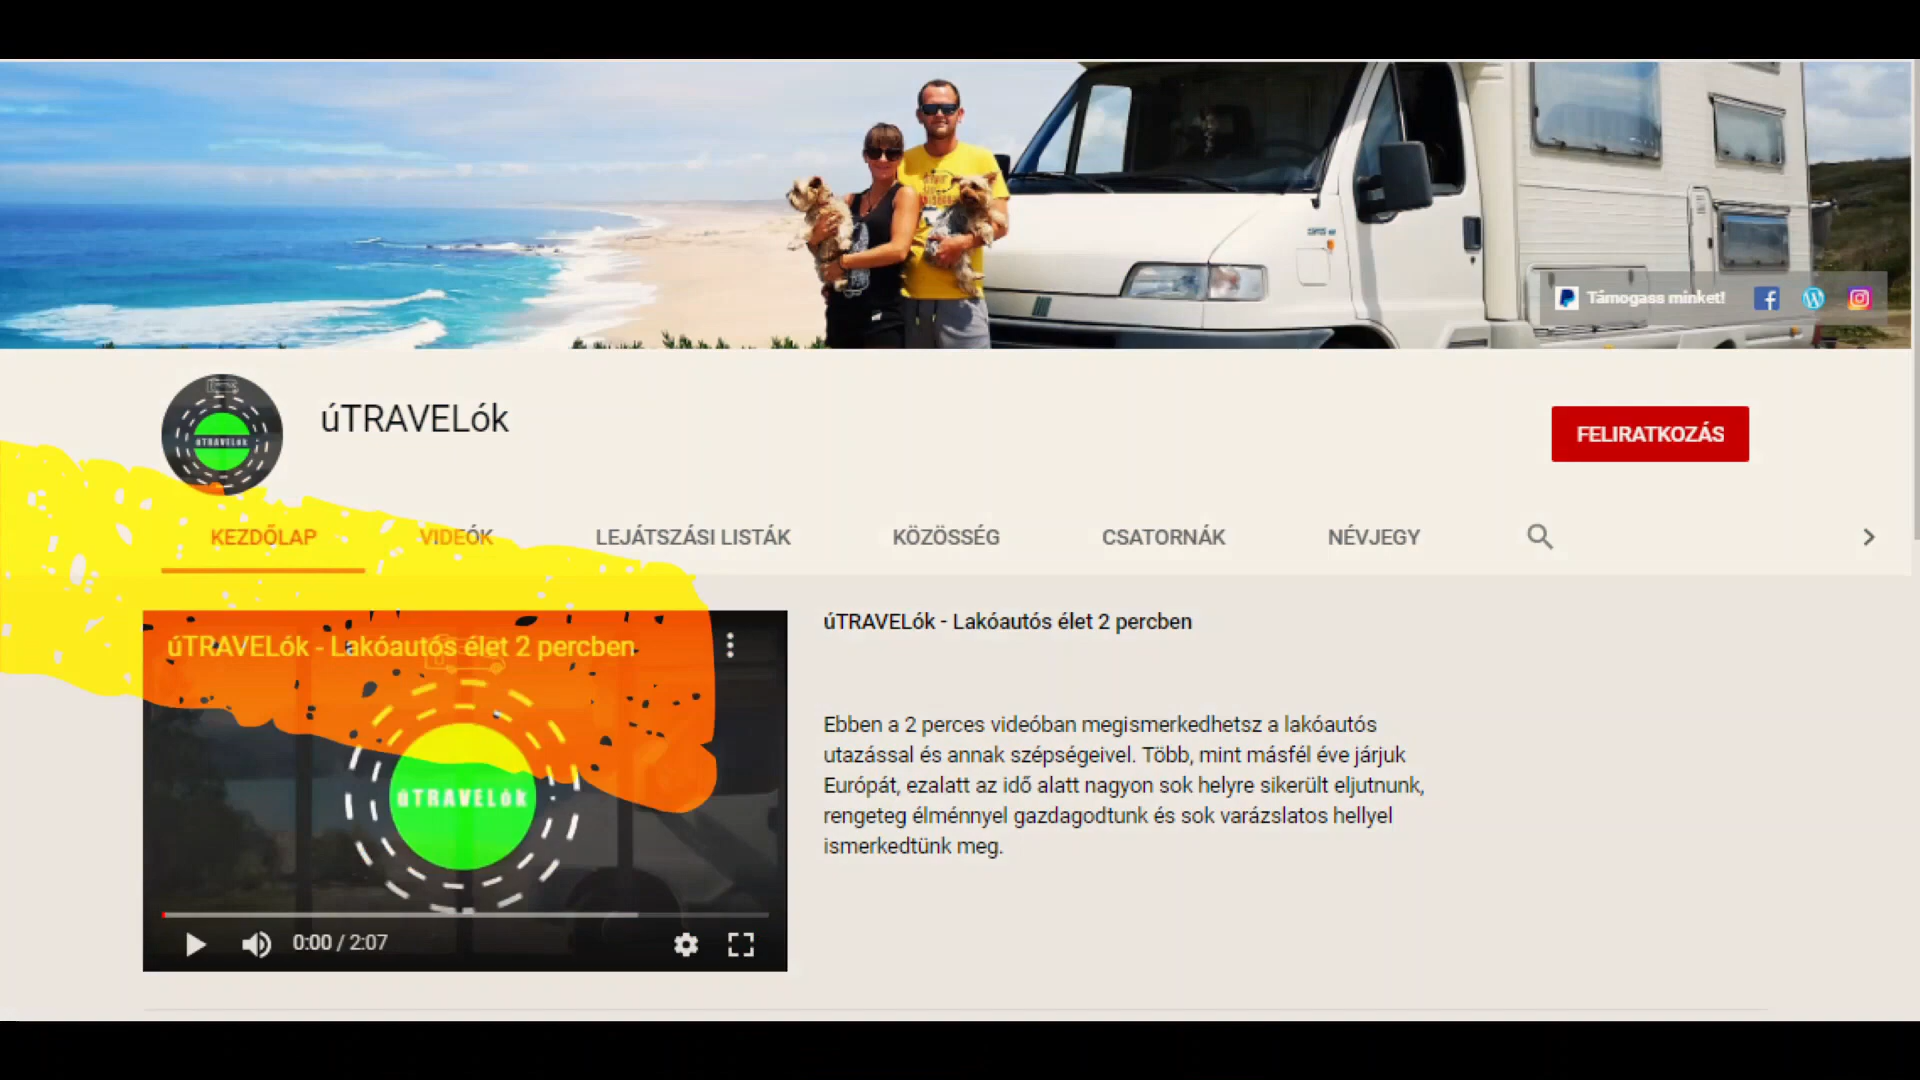 Támogass minket!
úTRAVELók
úTRAVELók
FELIRATKOZÁS
KEZDŐLAP
VIDEÓK
LEJÁTSZÁSI LISTÁK
KÖZÖSSÉG
CSATORNÁK
NÉVJEGY
úTRAVELók - Lakóautós élet 2 percben
úTRAVELók
0:00 / 2:07
úTRAVELók - Lakóautós élet 2 percben
Ebben a 2 perces videóban megismerkedhetsz a lakóautós
utazással és annak szépségeivel. Több, mint másfél éve járjuk
Európát, ezalatt az idő alatt nagyon sok helyre sikerült eljutnunk,
rengeteg élménnyel gazdagodtunk és sok varázslatos hellyel
ismerkedtünk meg.